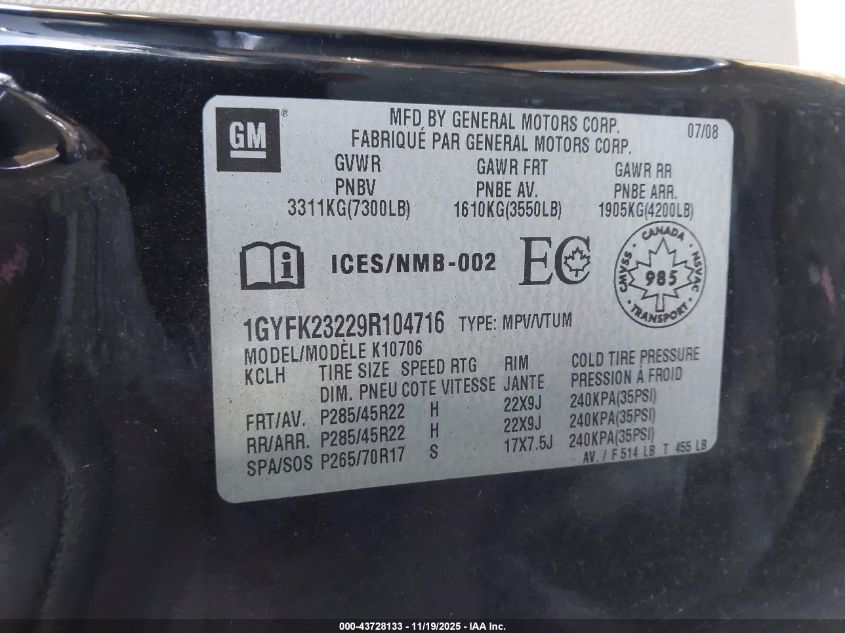 GM ®
MFD BY GENERAL MOTORS CORP. 07/08
FABRIQUÉ PAR GENERAL MOTORS CORP.
GVWR GAWR FRT GAWR RR
PNBV PNBE AV. PNBE ARR.
3311KG(7300LB) 1610KG(3550LB) 1905KG(4200LB)
i ICES/NMB-002 EC
CANADA
CMVSS 985 NSVAC
TRANSPORT
1GYFK23229R104716 TYPE: MPV/VTUM
MODEL/MODÈLE K10706
KCLH TIRE SIZE SPEED RTG RIM COLD TIRE PRESSURE
DIM. PNEU COTE VITESSE JANTE PRESSION À FROID
FRT/AV. P285/45R22 H 22X9J 240KPA(35PSI)
RR/ARR. P285/45R22 H 22X9J 240KPA(35PSI)
SPA/SOS P265/70R17 S 17X7.5J 240KPA(35PSI)
AV. / F 514 LB T 455 LB
000-43728133 - 11/19/2025 - IAA Inc.